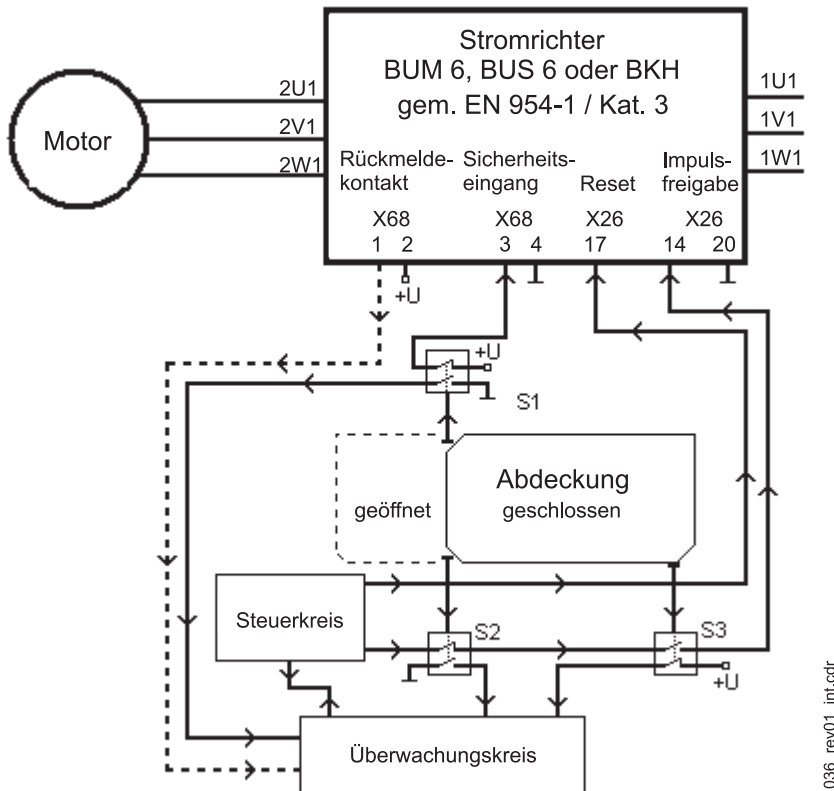 Stromrichter
BUM 6, BUS 6 oder BKH
gem. EN 954-1 / Kat. 3
2U1
2V1
2W1
1U1
1V1
1W1
Motor
Rückmelde-
kontakt
Sicherheits-
eingang
Reset
Impuls-
freigabe
X68
X68
X26
X26
1 2
3 4
17
14 20
+U
+U
S1
Abdeckung
geöffnet
geschlossen
Steuerkreis
S2
S3
+U
Überwachungskreis
036_rev01_int.cdr